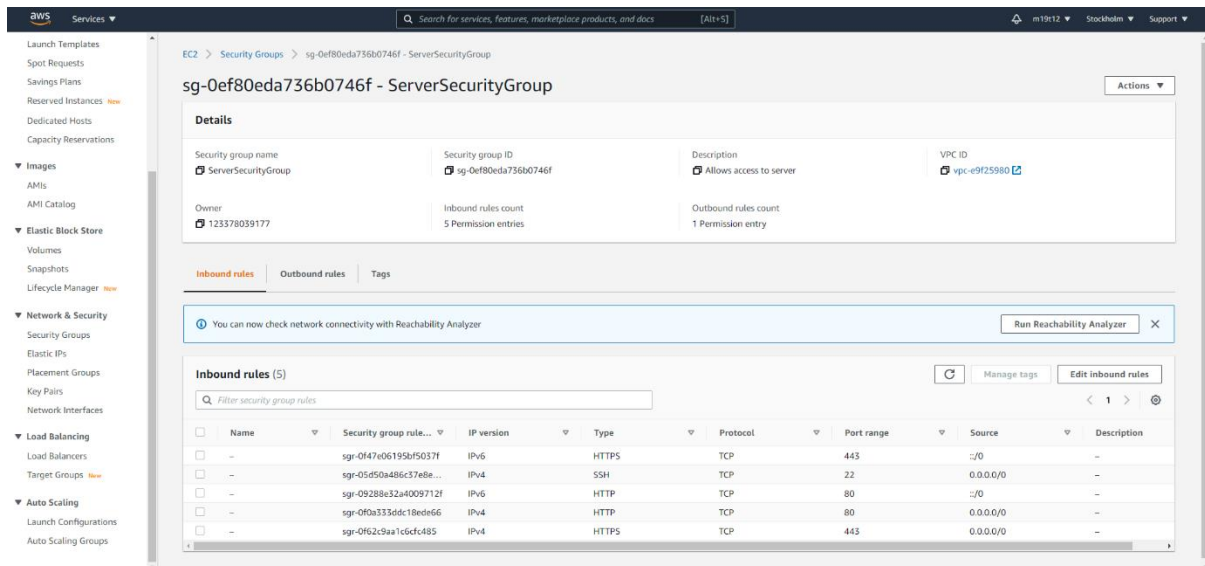 aws Services ▼ Search for services, features, marketplace products, and docs [Alt+S] m19t12 ▼ Stockholm ▼ Support ▼
Launch Templates
Spot Requests
Savings Plans
Reserved Instances New
Dedicated Hosts
Capacity Reservations
▼ Images
AMIs
AMI Catalog
▼ Elastic Block Store
Volumes
Snapshots
Lifecycle Manager New
▼ Network & Security
Security Groups
Elastic IPs
Placement Groups
Key Pairs
Network Interfaces
▼ Load Balancing
Load Balancers
Target Groups New
▼ Auto Scaling
Launch Configurations
Auto Scaling Groups
EC2 > Security Groups > sg-0ef80eda736b0746f - ServerSecurityGroup
sg-0ef80eda736b0746f - ServerSecurityGroup
Actions ▼
Details
Security group name Security group ID Description VPC ID
ServerSecurityGroup sg-0ef80eda736b0746f Allows access to server vpc-e9f25980
Owner Inbound rules count Outbound rules count
123378039177 5 Permission entries 1 Permission entry
Inbound rules Outbound rules Tags
You can now check network connectivity with Reachability Analyzer Run Reachability Analyzer
Inbound rules (5) Manage tags Edit inbound rules
Filter security group rules < 1 >
Name Security group rule... IP version Type Protocol Port range Source Description
– sgr-0f47e06195bf5037f IPv6 HTTPS TCP 443 ::/0 –
– sgr-05d50a486c37e8e... IPv4 SSH TCP 22 0.0.0.0/0 –
– sgr-09288e32a4009712f IPv6 HTTP TCP 80 ::/0 –
– sgr-0f0a333ddc18ede66 IPv4 HTTP TCP 80 0.0.0.0/0 –
– sgr-0f62c9aa1c6cfc485 IPv4 HTTPS TCP 443 0.0.0.0/0 –